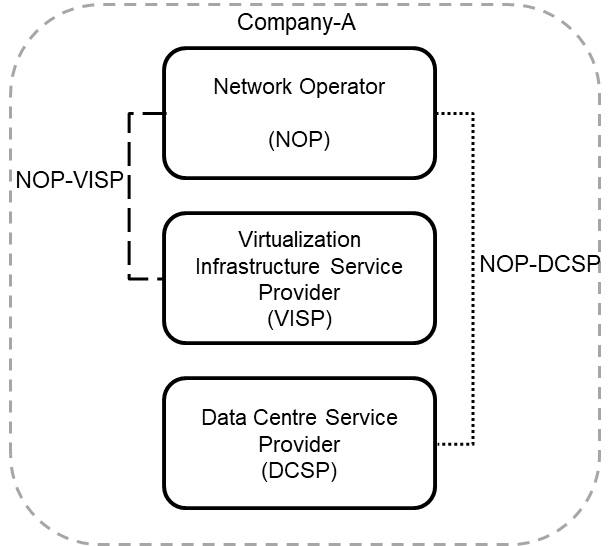 Company-A
Network Operator
(NOP)
NOP-VISP
Virtualization
Infrastructure Service
Provider
(VISP)
NOP-DCSP
Data Centre Service
Provider
(DCSP)